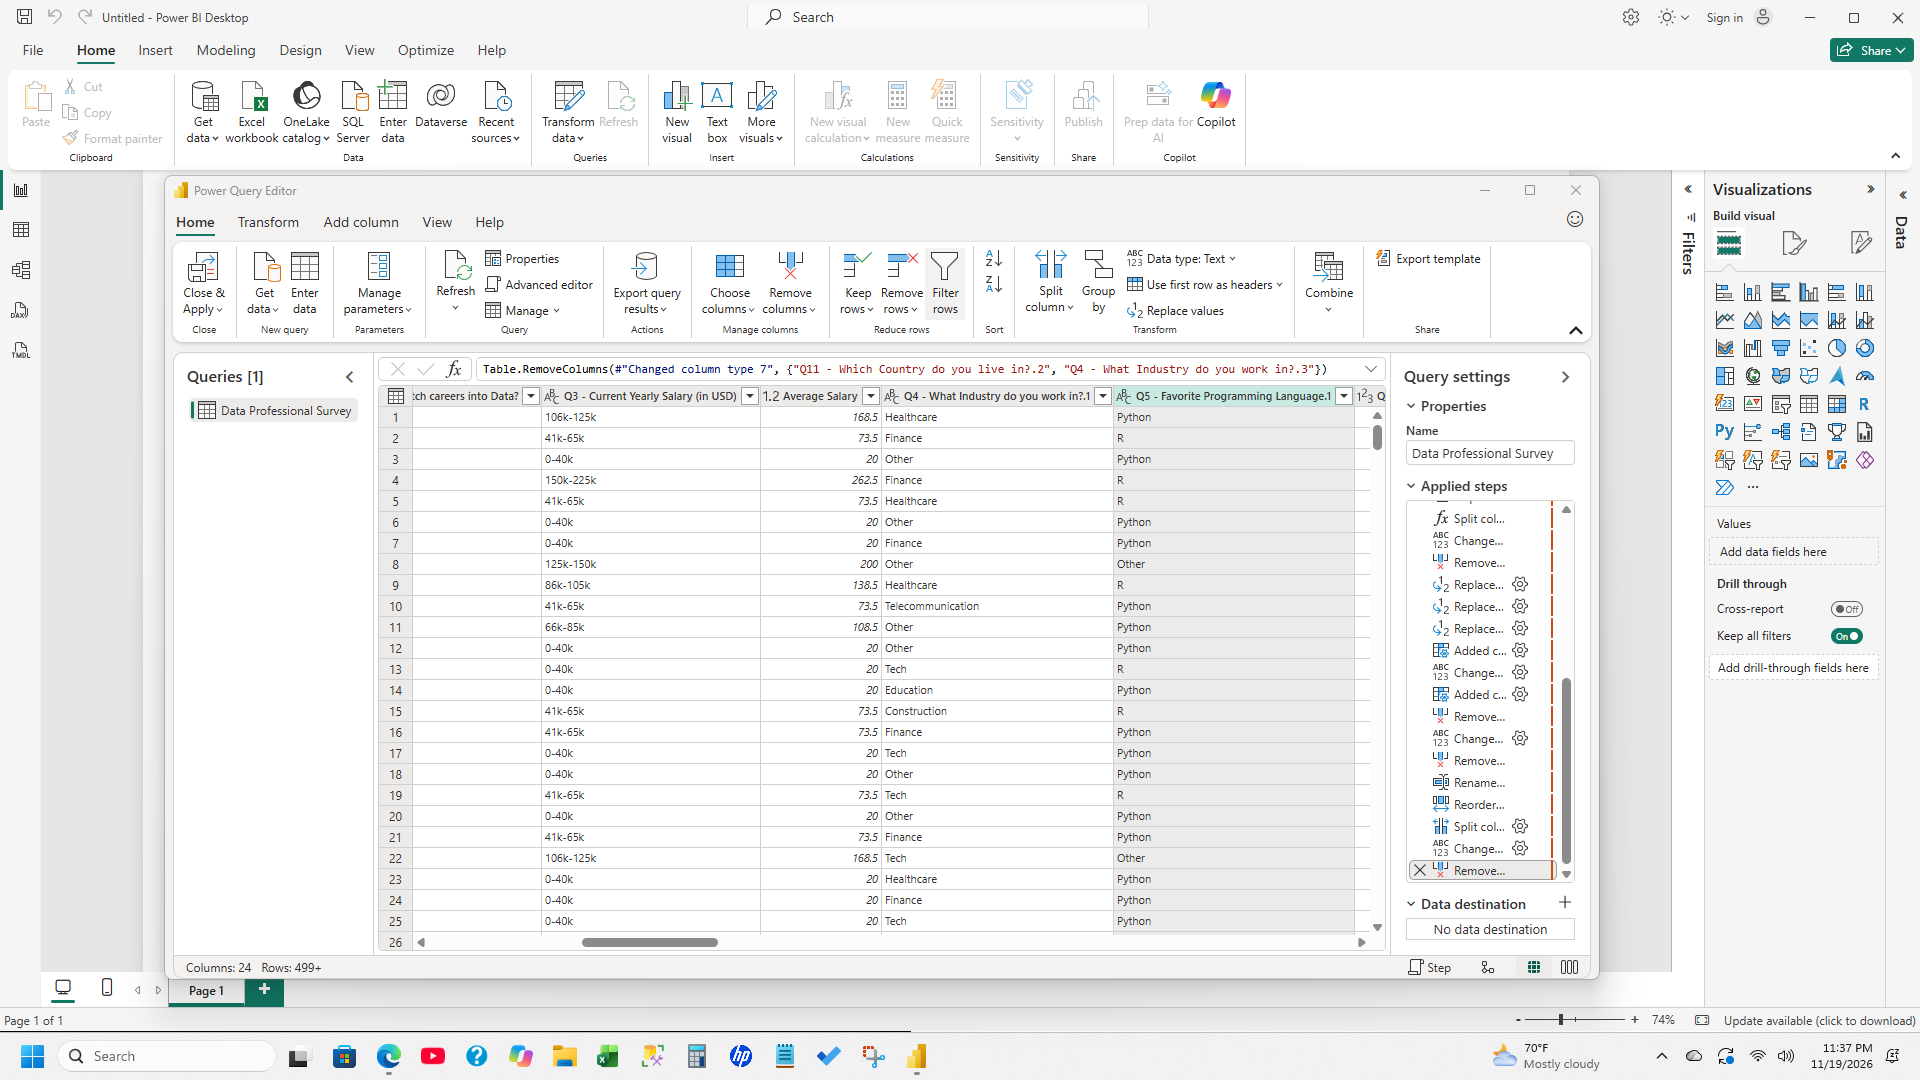 Untitled - Power BI Desktop
Search
Sign in
File Home Insert Modeling Design View Optimize Help
Share
Paste
Cut
Copy
Format painter
Clipboard
Get data
Excel workbook
OneLake catalog
SQL Server
Enter data
Dataverse
Recent sources
Data
Transform data
Refresh
Queries
New visual
Text box
More visuals
Insert
New visual calculation
New measure
Quick measure
Calculations
Sensitivity
Sensitivity
Publish
Share
Prep data for AI
Copilot
Copilot
Power Query Editor
Home Transform Add column View Help
Close & Apply
Close
Get data
Enter data
New query
Manage parameters
Parameters
Refresh
Properties
Advanced editor
Manage
Query
Export query results
Actions
Choose columns
Remove columns
Manage columns
Keep rows
Remove rows
Filter rows
Reduce rows
Sort
Split column
Group by
Data type: Text
Use first row as headers
Replace values
Transform
Combine
Export template
Share
Queries [1]
Data Professional Survey
Table.RemoveColumns(#"Changed column type 7", {"Q11 - Which Country do you live in?.2", "Q4 - What Industry do you work in?.3"})
tch careers into Data? Q3 - Current Yearly Salary (in USD) 1.2 Average Salary Q4 - What Industry do you work in?.1 Q5 - Favorite Programming Language.1 Q
1 106k-125k 168.5 Healthcare Python
2 41k-65k 73.5 Finance R
3 0-40k 20 Other Python
4 150k-225k 262.5 Finance R
5 41k-65k 73.5 Healthcare R
6 0-40k 20 Other Python
7 0-40k 20 Finance Python
8 125k-150k 200 Other Other
9 86k-105k 138.5 Healthcare R
10 41k-65k 73.5 Telecommunication Python
11 66k-85k 108.5 Other Python
12 0-40k 20 Other Python
13 0-40k 20 Tech R
14 0-40k 20 Education Python
15 41k-65k 73.5 Construction R
16 41k-65k 73.5 Finance Python
17 0-40k 20 Tech Python
18 0-40k 20 Other Python
19 41k-65k 73.5 Tech R
20 0-40k 20 Other Python
21 41k-65k 73.5 Finance Python
22 106k-125k 168.5 Tech Other
23 0-40k 20 Healthcare Python
24 0-40k 20 Finance Python
25 0-40k 20 Tech Python
26
Columns: 24 Rows: 499+
Step
Query settings
Properties
Name
Data Professional Survey
Applied steps
Split col...
Change...
Remove...
Replace...
Replace...
Replace...
Added c...
Change...
Added c...
Remove...
Change...
Remove...
Rename...
Reorder...
Split col...
Change...
Remove...
Data destination
No data destination
Filters
Visualizations
Build visual
Values
Add data fields here
Drill through
Cross-report
Off
Keep all filters
On
Add drill-through fields here
Data
Page 1
Page 1 of 1
74%
Update available (click to download)
Search
70°F
Mostly cloudy
11:37 PM
11/19/2026